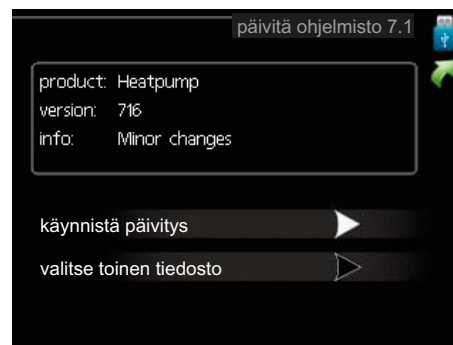 päivitä ohjelmisto 7.1
product: Heatpump
version: 716
info: Minor changes
käynnistä päivitys
valitse toinen tiedosto